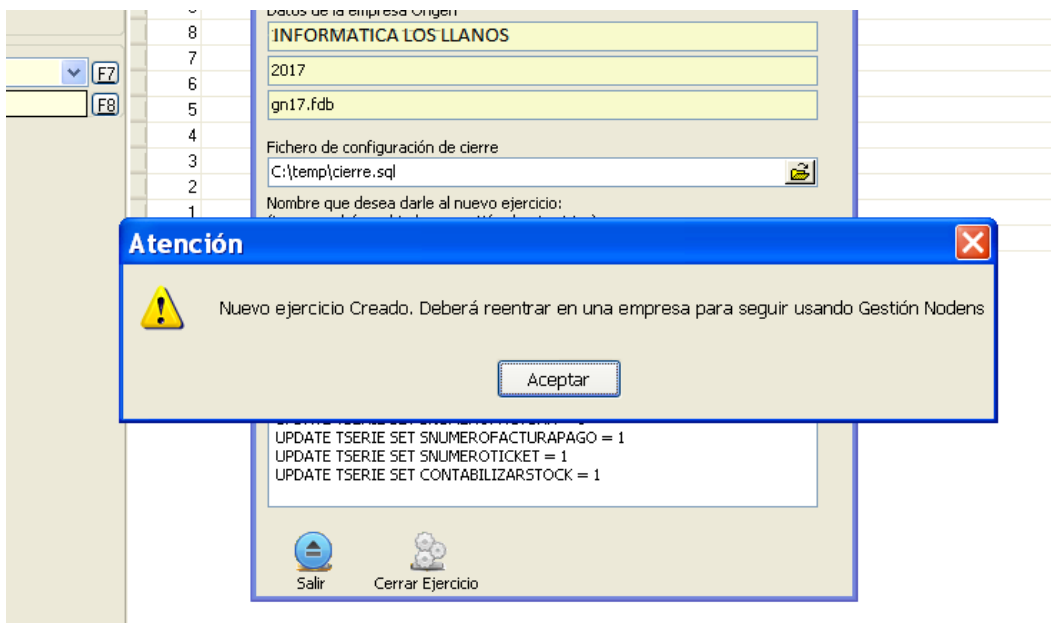 Datos de la empresa Origen
8
INFORMATICA LOS LLANOS
7
2017
F7
6
F8
5
gn17.fdb
4
Fichero de configuración de cierre
3
C:\temp\cierre.sql
2
Nombre que desea darle al nuevo ejercicio:
1
Atención
Nuevo ejercicio Creado. Deberá reentrar en una empresa para seguir usando Gestión Nodens
Aceptar
UPDATE TSERIE SET SNUMEROFACTURAPAGO = 1
UPDATE TSERIE SET SNUMEROTICKET = 1
UPDATE TSERIE SET CONTABILIZARSTOCK = 1
Salir
Cerrar Ejercicio